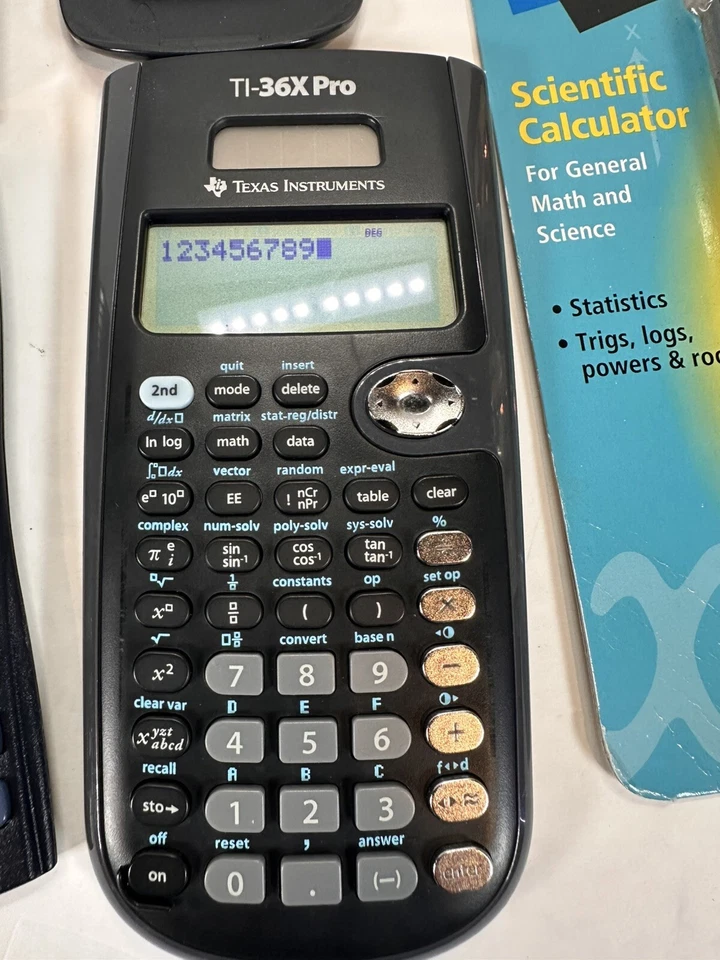 TI-36X Pro
TEXAS INSTRUMENTS
DEG
123456789
quit insert
2nd mode delete
d/dx□ matrix stat-reg/distr
ln log math data
∫□dx vector random expr-eval
e□ 10□ EE ! nCr nPr table clear
complex num-solv poly-solv sys-solv %
π e i sin sin-1 cos cos-1 tan tan-1 ÷
□√ 1/□ constants op set op
x□ □/□ ( ) ×
√ □□/□ convert base n ◂◑
x² 7 8 9 −
clear var D E F ◑▸
x yzt abcd 4 5 6 +
recall A B C f◂▸d
sto→ 1 2 3 ◂▸≈
off reset , answer
on 0 . (−) enter
Scientific
Calculator
For General
Math and
Science
• Statistics
• Trigs, logs,
powers &